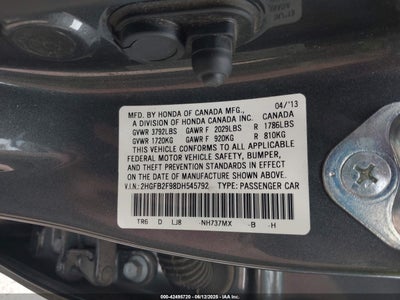 MFD. BY HONDA OF CANADA MFG., 04/'13
A DIVISION OF HONDA CANADA INC. CANADA
GVWR 3792LBS GAWR F 2029LBS R 1786LBS
GVWR 1720KG GAWR F 920KG R 810KG
THIS VEHICLE CONFORMS TO ALL APPLICABLE
FEDERAL MOTOR VEHICLE SAFETY, BUMPER,
AND THEFT PREVENTION STANDARDS IN EFFECT
ON THE DATE OF MANUFACTURE SHOWN ABOVE.
V.I.N.: 2HGFB2F98DH545792 TYPE: PASSENGER CAR
TR6 D LJ8 -NH737MX -B -H
000-42498720 - 06/12/2025 - IAAI.COM